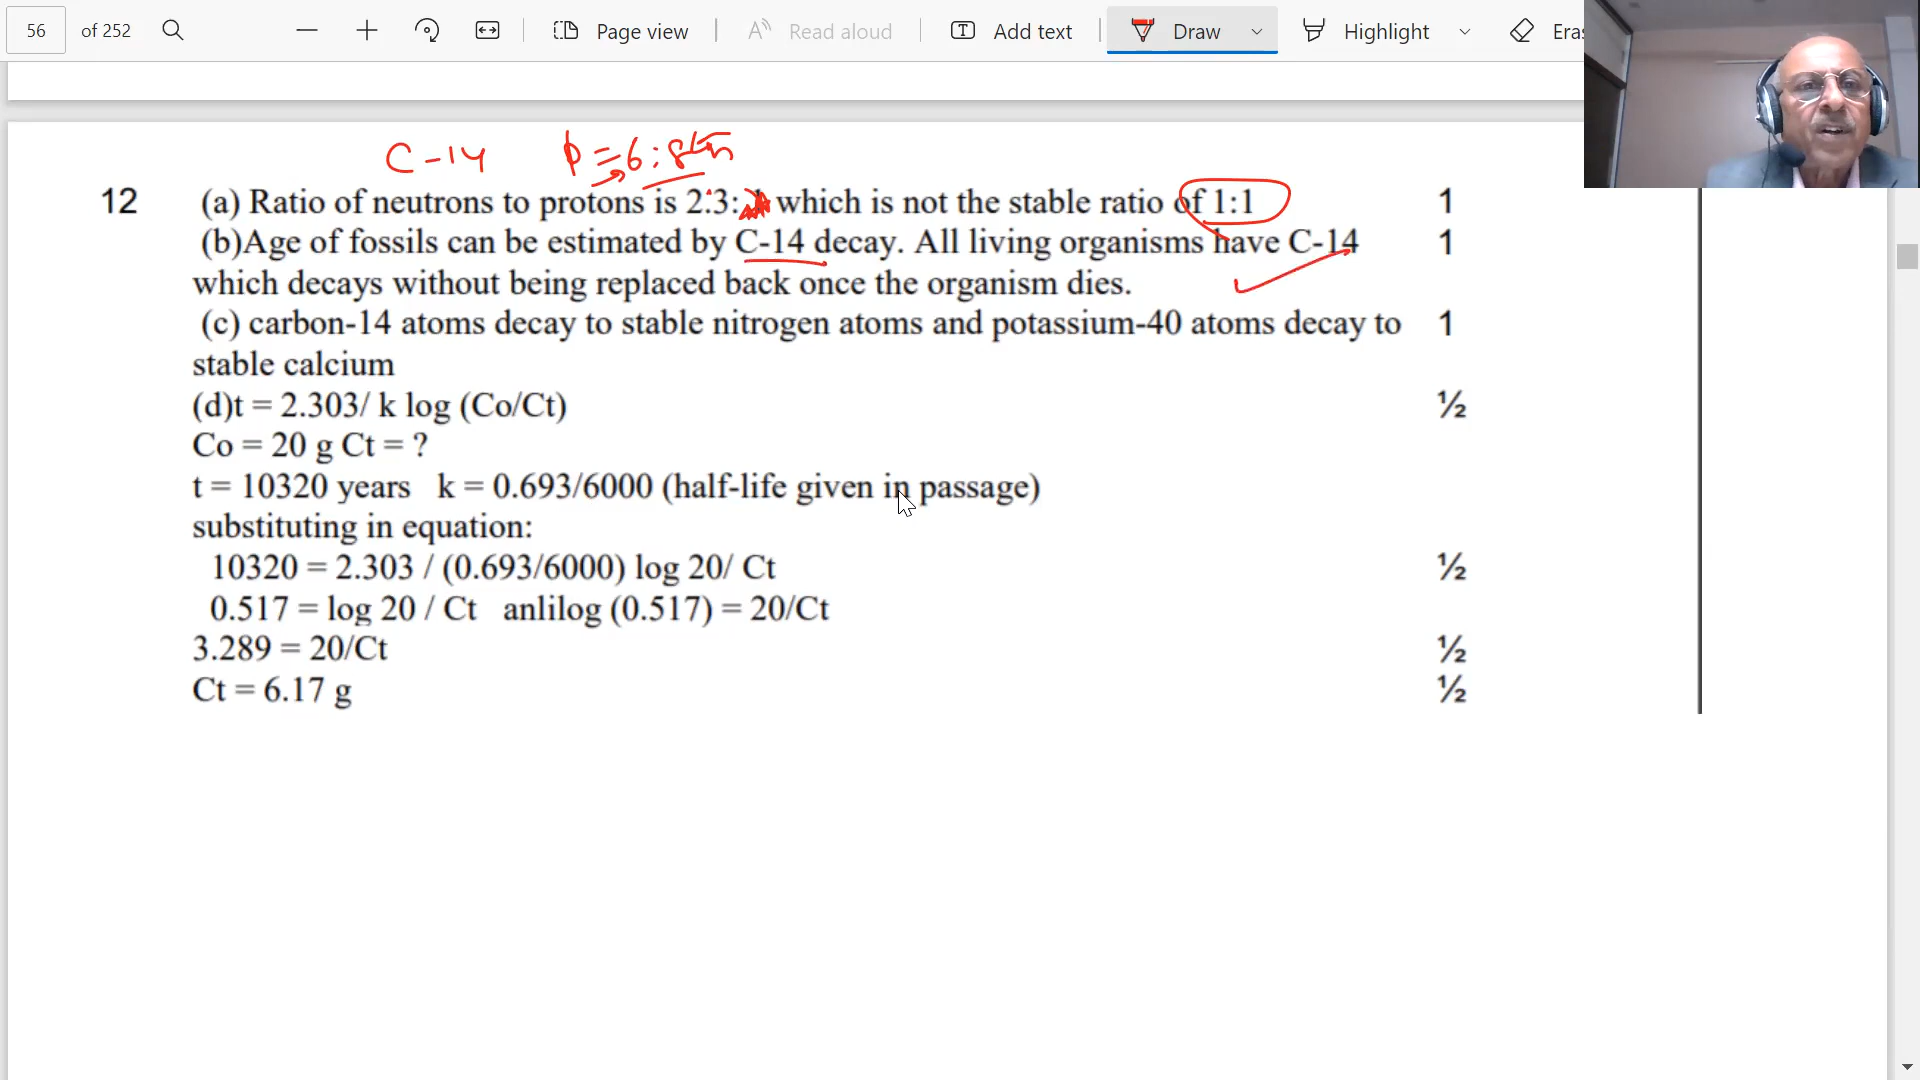 56 of 252 Page view Read aloud Add text Draw Highlight
C-14 p = 6:
12 (a) Ratio of neutrons to protons is 2.3: which is not the stable ratio of 1:1 1
(b)Age of fossils can be estimated by C-14 decay. All living organisms have C-14 1
which decays without being replaced back once the organism dies.
(c) carbon-14 atoms decay to stable nitrogen atoms and potassium-40 atoms decay to 1
stable calcium
(d)t = 2.303/ k log (Co/Ct) ½
Co = 20 g Ct = ?
t = 10320 years k = 0.693/6000 (half-life given in passage)
substituting in equation:
10320 = 2.303 / (0.693/6000) log 20/ Ct ½
0.517 = log 20 / Ct anlilog (0.517) = 20/Ct
3.289 = 20/Ct ½
Ct = 6.17 g ½